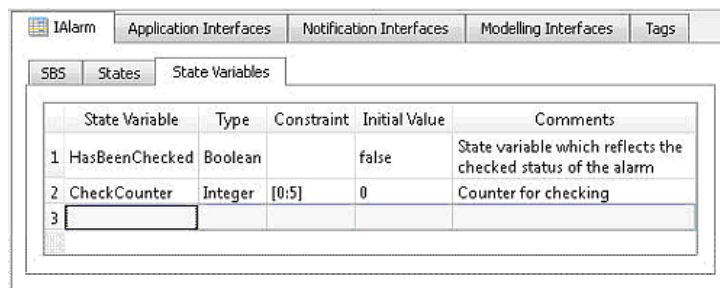 IAlarm Application Interfaces Notification Interfaces Modelling Interfaces Tags
SBS States State Variables
State Variable Type Constraint Initial Value Comments
1 HasBeenChecked Boolean false State variable which reflects the
checked status of the alarm
2 CheckCounter Integer [0:5] 0 Counter for checking
3